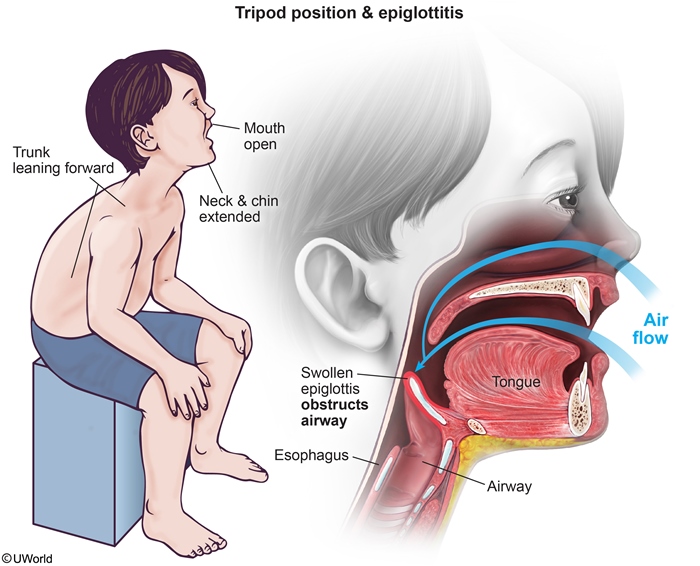 Tripod position & epiglottitis
Mouth
open
Trunk
leaning forward
Neck & chin
extended
Air
flow
Swollen
epiglottis
obstructs
airway
Tongue
Esophagus
Airway
©UWorld